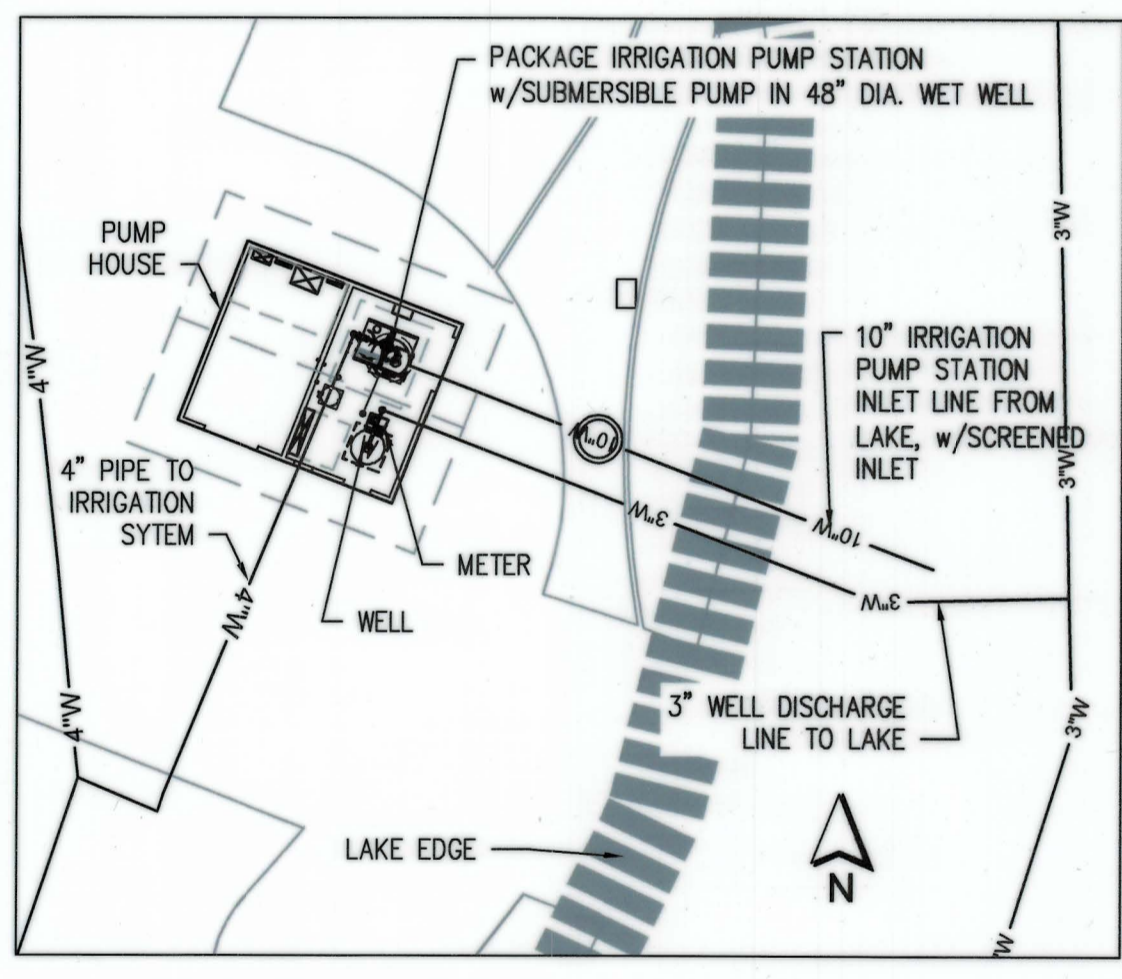 PACKAGE IRRIGATION PUMP STATION
w/SUBMERSIBLE PUMP IN 48" DIA. WET WELL
PUMP
HOUSE
3"W
4"W
10" IRRIGATION
PUMP STATION
INLET LINE FROM
LAKE, w/SCREENED
INLET
10"W
3"W
4" PIPE TO
IRRIGATION
SYTEM
3"W
10"W
METER
4"W
WELL
3"W
4"W
3" WELL DISCHARGE
LINE TO LAKE
3"W
LAKE EDGE
N
"W